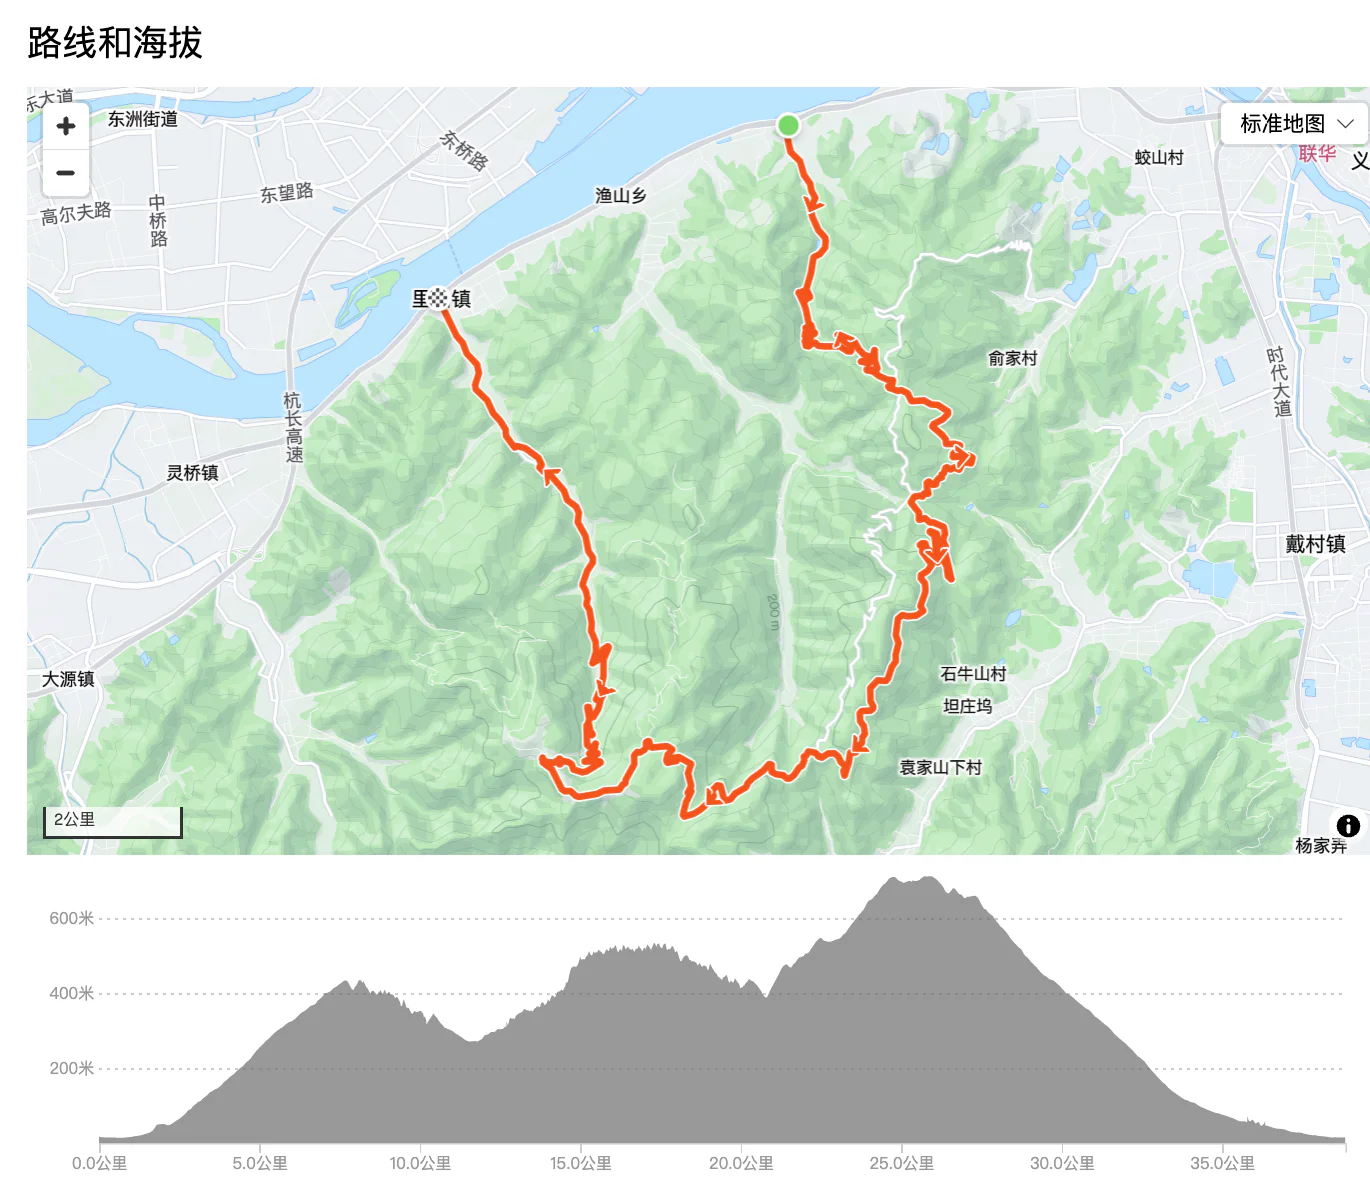 路线和海拔
东大道
东洲街道
东桥路
标准地图
联华
义
蛟山村
中桥路
东望路
高尔夫路
渔山乡
里
镇
俞家村
时代大道
杭长高速
灵桥镇
戴村镇
200 m
大源镇
石牛山村
坦庄坞
袁家山下村
2公里
杨家弄
600米
400米
200米
0.0公里
5.0公里
10.0公里
15.0公里
20.0公里
25.0公里
30.0公里
35.0公里